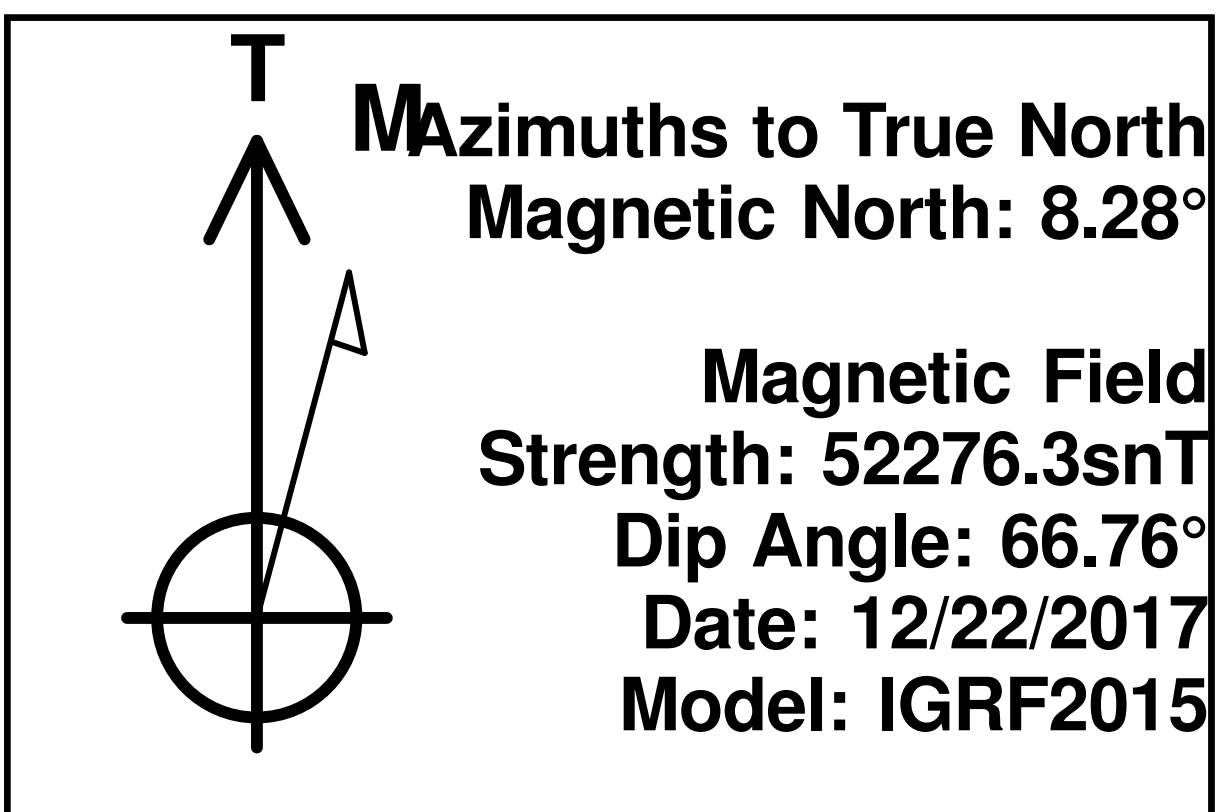 T
M
Azimuths to True North
Magnetic North: 8.28°
Magnetic Field
Strength: 52276.3snT
Dip Angle: 66.76°
Date: 12/22/2017
Model: IGRF2015